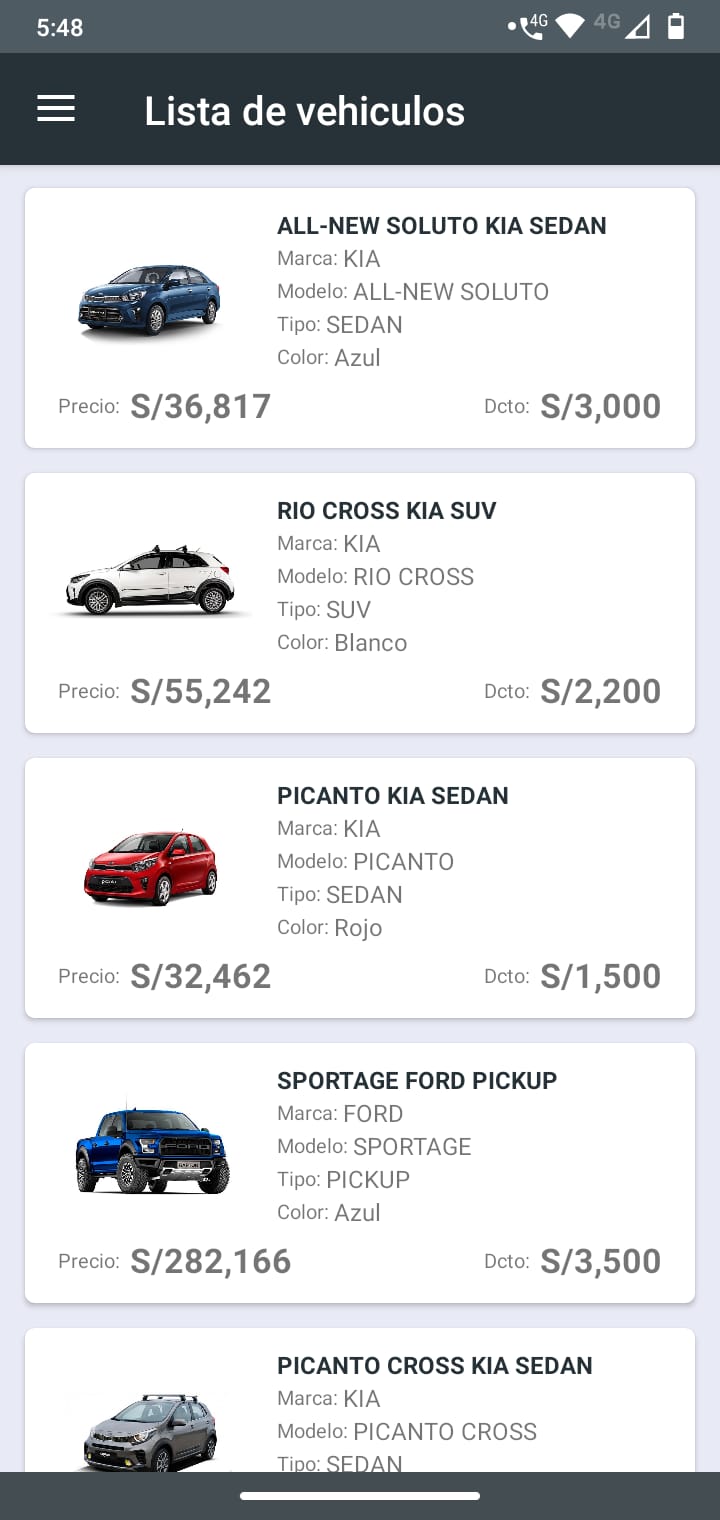 5:48
4G
4G
Lista de vehiculos
ALL-NEW SOLUTO KIA SEDAN
Marca: KIA
Modelo: ALL-NEW SOLUTO
Tipo: SEDAN
Color: Azul
Precio: S/36,817 Dcto: S/3,000
RIO CROSS KIA SUV
Marca: KIA
Modelo: RIO CROSS
Tipo: SUV
Color: Blanco
Precio: S/55,242 Dcto: S/2,200
PICANTO KIA SEDAN
Marca: KIA
Modelo: PICANTO
Tipo: SEDAN
Color: Rojo
Precio: S/32,462 Dcto: S/1,500
SPORTAGE FORD PICKUP
Marca: FORD
Modelo: SPORTAGE
Tipo: PICKUP
Color: Azul
FORD
Precio: S/282,166 Dcto: S/3,500
PICANTO CROSS KIA SEDAN
Marca: KIA
Modelo: PICANTO CROSS
Tipo: SEDAN